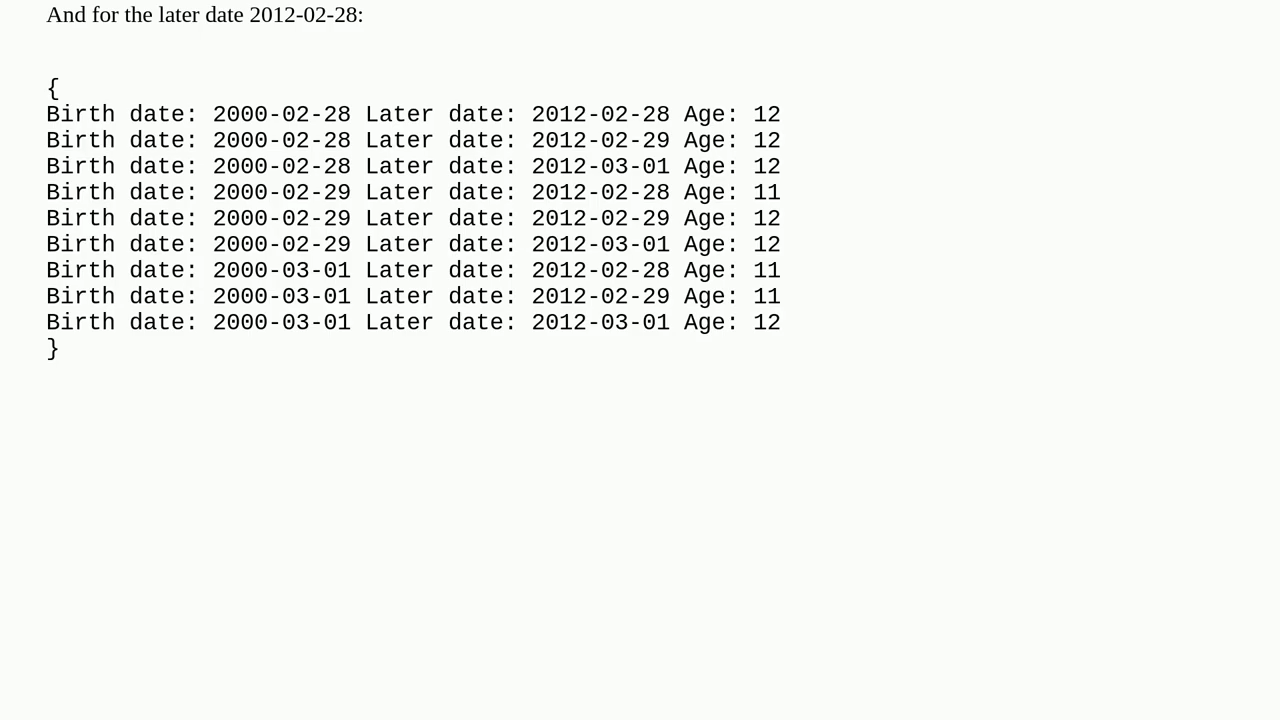 And for the later date 2012-02-28:
{
Birth date: 2000-02-28 Later date: 2012-02-28 Age: 12
Birth date: 2000-02-28 Later date: 2012-02-29 Age: 12
Birth date: 2000-02-28 Later date: 2012-03-01 Age: 12
Birth date: 2000-02-29 Later date: 2012-02-28 Age: 11
Birth date: 2000-02-29 Later date: 2012-02-29 Age: 12
Birth date: 2000-02-29 Later date: 2012-03-01 Age: 12
Birth date: 2000-03-01 Later date: 2012-02-28 Age: 11
Birth date: 2000-03-01 Later date: 2012-02-29 Age: 11
Birth date: 2000-03-01 Later date: 2012-03-01 Age: 12
}